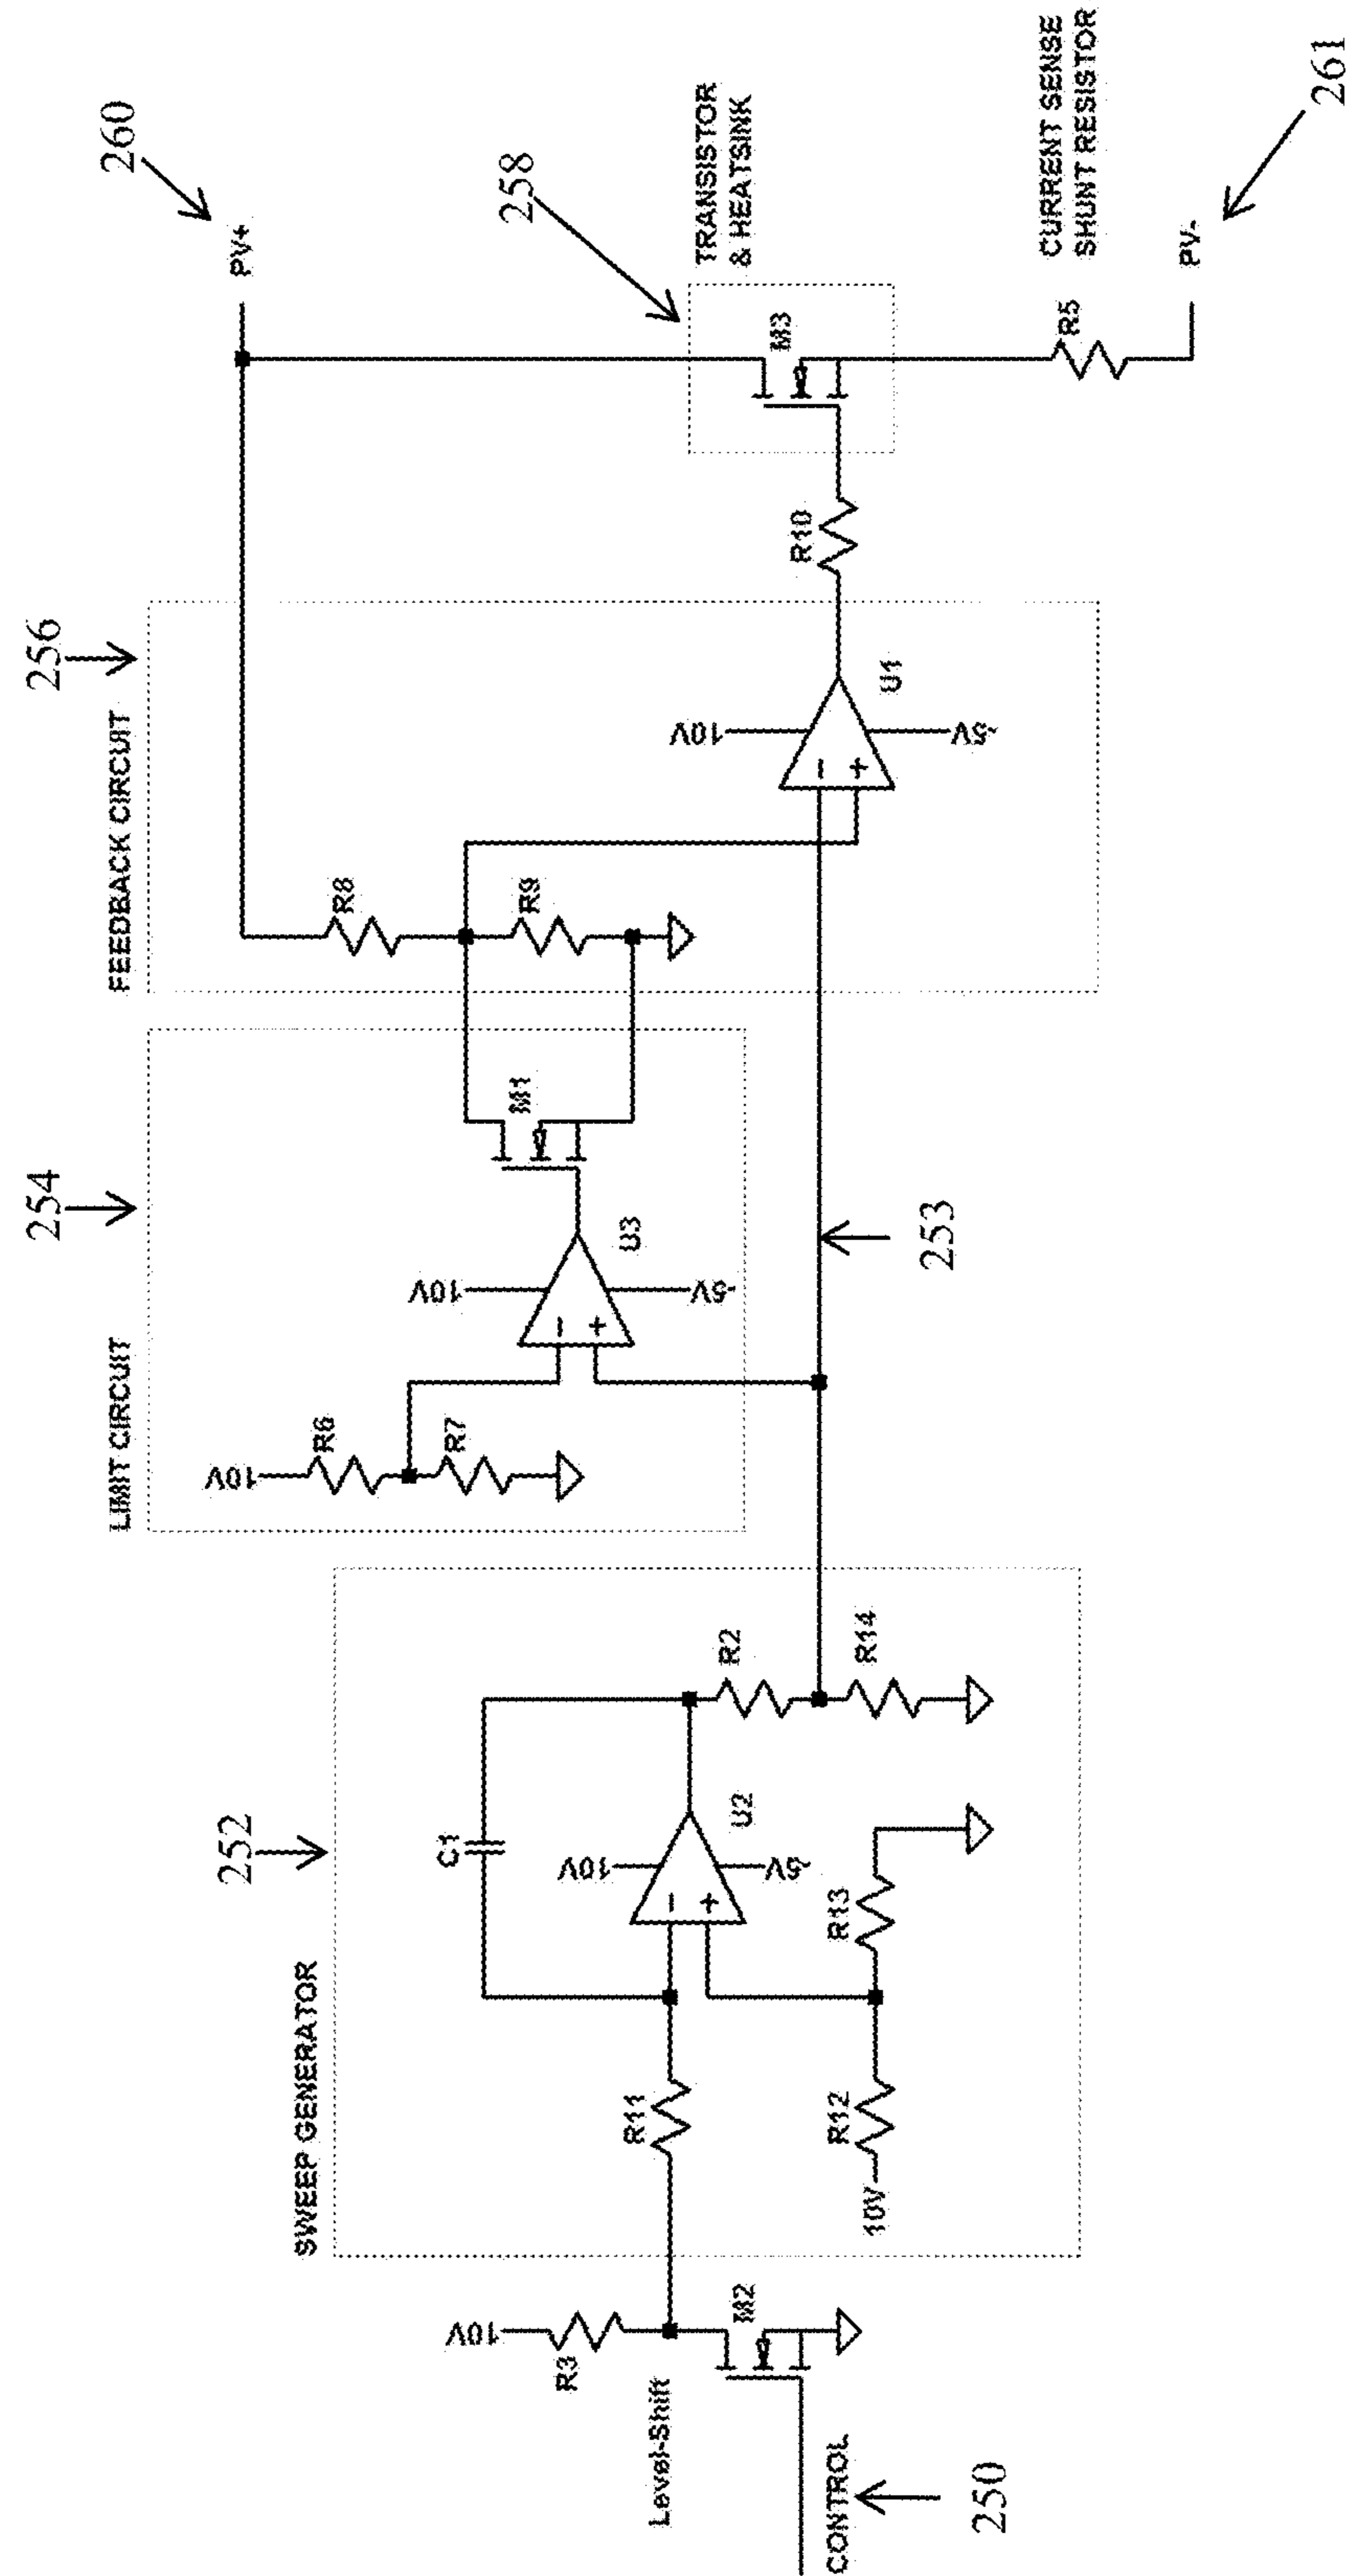 260
PV+
258
TRANSISTOR
& HEATSINK
M3
CURRENT SENSE
SHUNT RESISTOR
R5
PV-
261
256
FEEDBACK CIRCUIT
R8
R9
10V
U1
-5V
R10
254
LIMIT CIRCUIT
10V
R6
R7
10V
U3
-5V
M1
253
252
SWEEP GENERATOR
C1
R11
10V
U2
-5V
R2
R14
10V
R12
R13
10V
R3
Level-Shift
M2
CONTROL
250